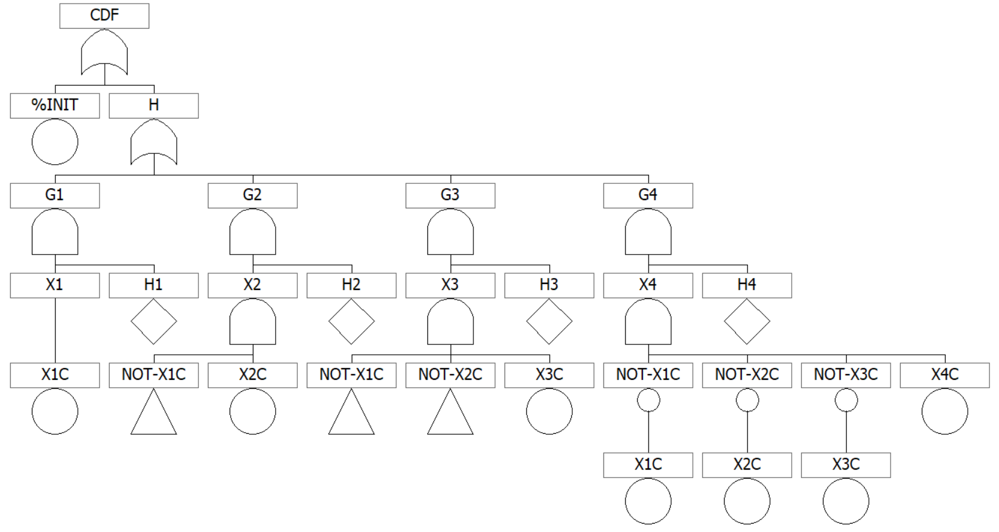 CDF
%INIT
H
G1
G2
G3
G4
X1
H1
X2
H2
X3
H3
X4
H4
X1C
NOT-X1C
X2C
NOT-X1C
NOT-X2C
X3C
NOT-X1C
NOT-X2C
NOT-X3C
X4C
X1C
X2C
X3C